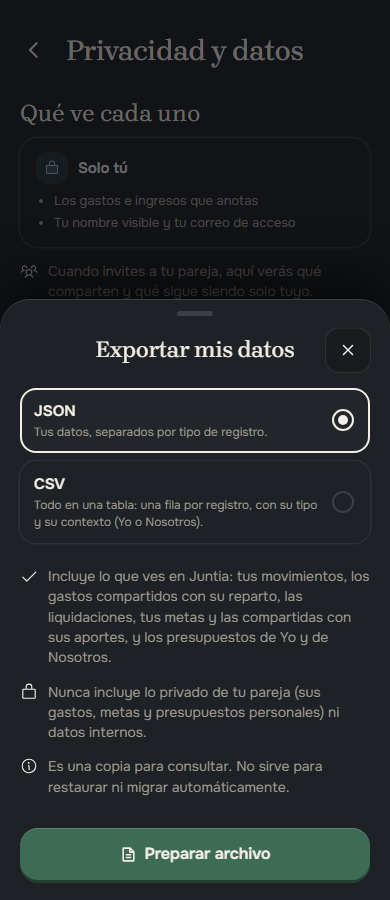 Privacidad y datos
Qué ve cada uno
Solo tú
• Los gastos e ingresos que anotas
• Tu nombre visible y tu correo de acceso
Cuando invites a tu pareja, aquí verás qué
comparten y qué sigue siendo solo tuyo.
Exportar mis datos
JSON
Tus datos, separados por tipo de registro.
CSV
Todo en una tabla: una fila por registro, con su tipo
y su contexto (Yo o Nosotros).
Incluye lo que ves en Juntia: tus movimientos, los
gastos compartidos con su reparto, las
liquidaciones, tus metas y las compartidas con
sus aportes, y los presupuestos de Yo y de
Nosotros.
Nunca incluye lo privado de tu pareja (sus
gastos, metas y presupuestos personales) ni
datos internos.
Es una copia para consultar. No sirve para
restaurar ni migrar automáticamente.
Preparar archivo